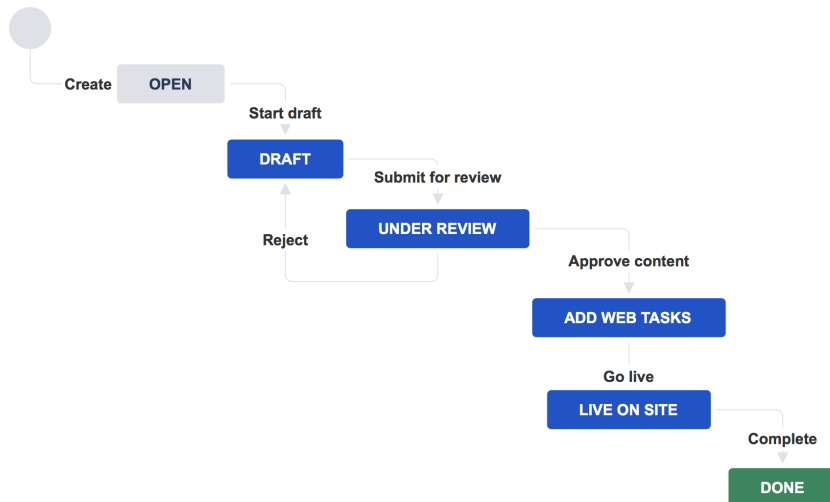 Create
OPEN
Start draft
DRAFT
Submit for review
UNDER REVIEW
Reject
Approve content
ADD WEB TASKS
Go live
LIVE ON SITE
Complete
DONE